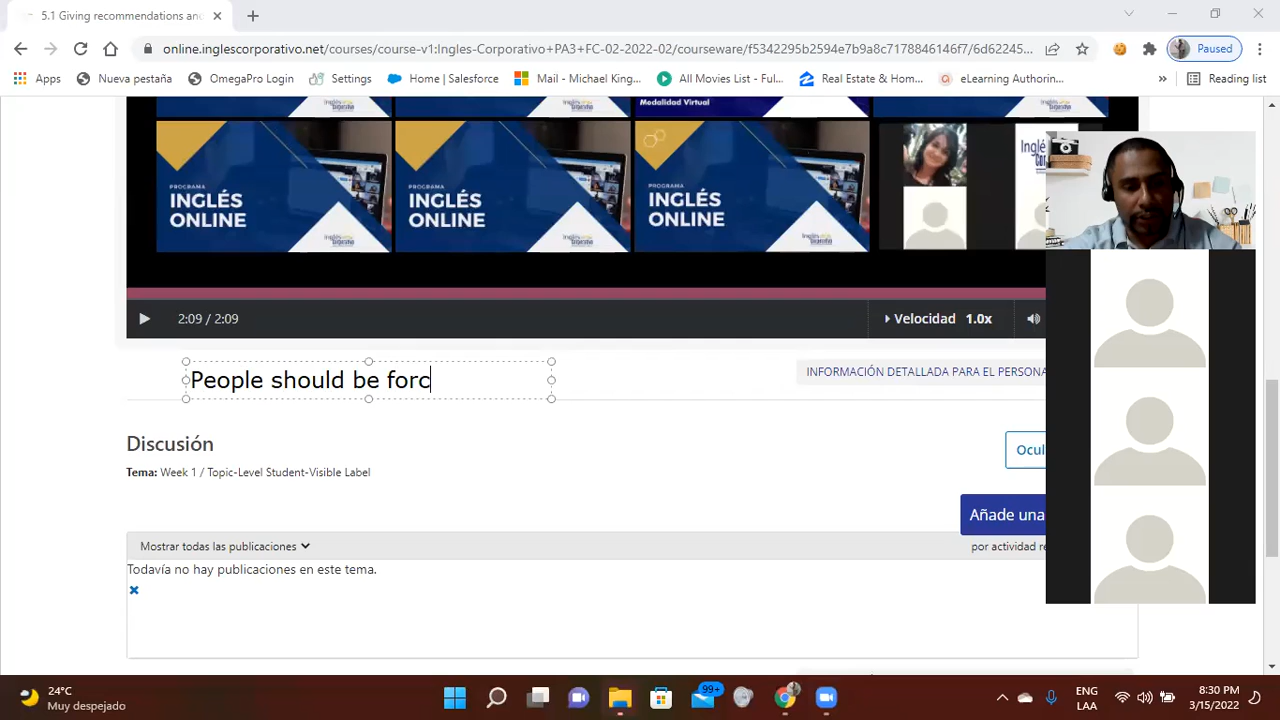 5.1 Giving recommendations and
online.inglescorporativo.net/courses/course-v1:Ingles-Corporativo+PA3+FC-02-2022-02/courseware/f5342295b2594e7b9a8c7178846146f7/6d62245...
Paused
Apps
Nueva pestaña
OmegaPro Login
Settings
Home | Salesforce
Mail - Michael King...
All Movies List - Ful...
Real Estate & Hom...
eLearning Authorin...
»
Reading list
Modalidad Virtual
PROGRAMA
INGLÉS
ONLINE
PROGRAMA
INGLÉS
ONLINE
PROGRAMA
INGLÉS
ONLINE
2:09 / 2:09
Velocidad 1.0x
People should be forc
INFORMACIÓN DETALLADA PARA EL PERSONA
Discusión
Ocul
Tema: Week 1 / Topic-Level Student-Visible Label
Añade una
Mostrar todas las publicaciones
por actividad re
Todavía no hay publicaciones en este tema.
24°C
Muy despejado
99+
ENG
LAA
8:30 PM
3/15/2022